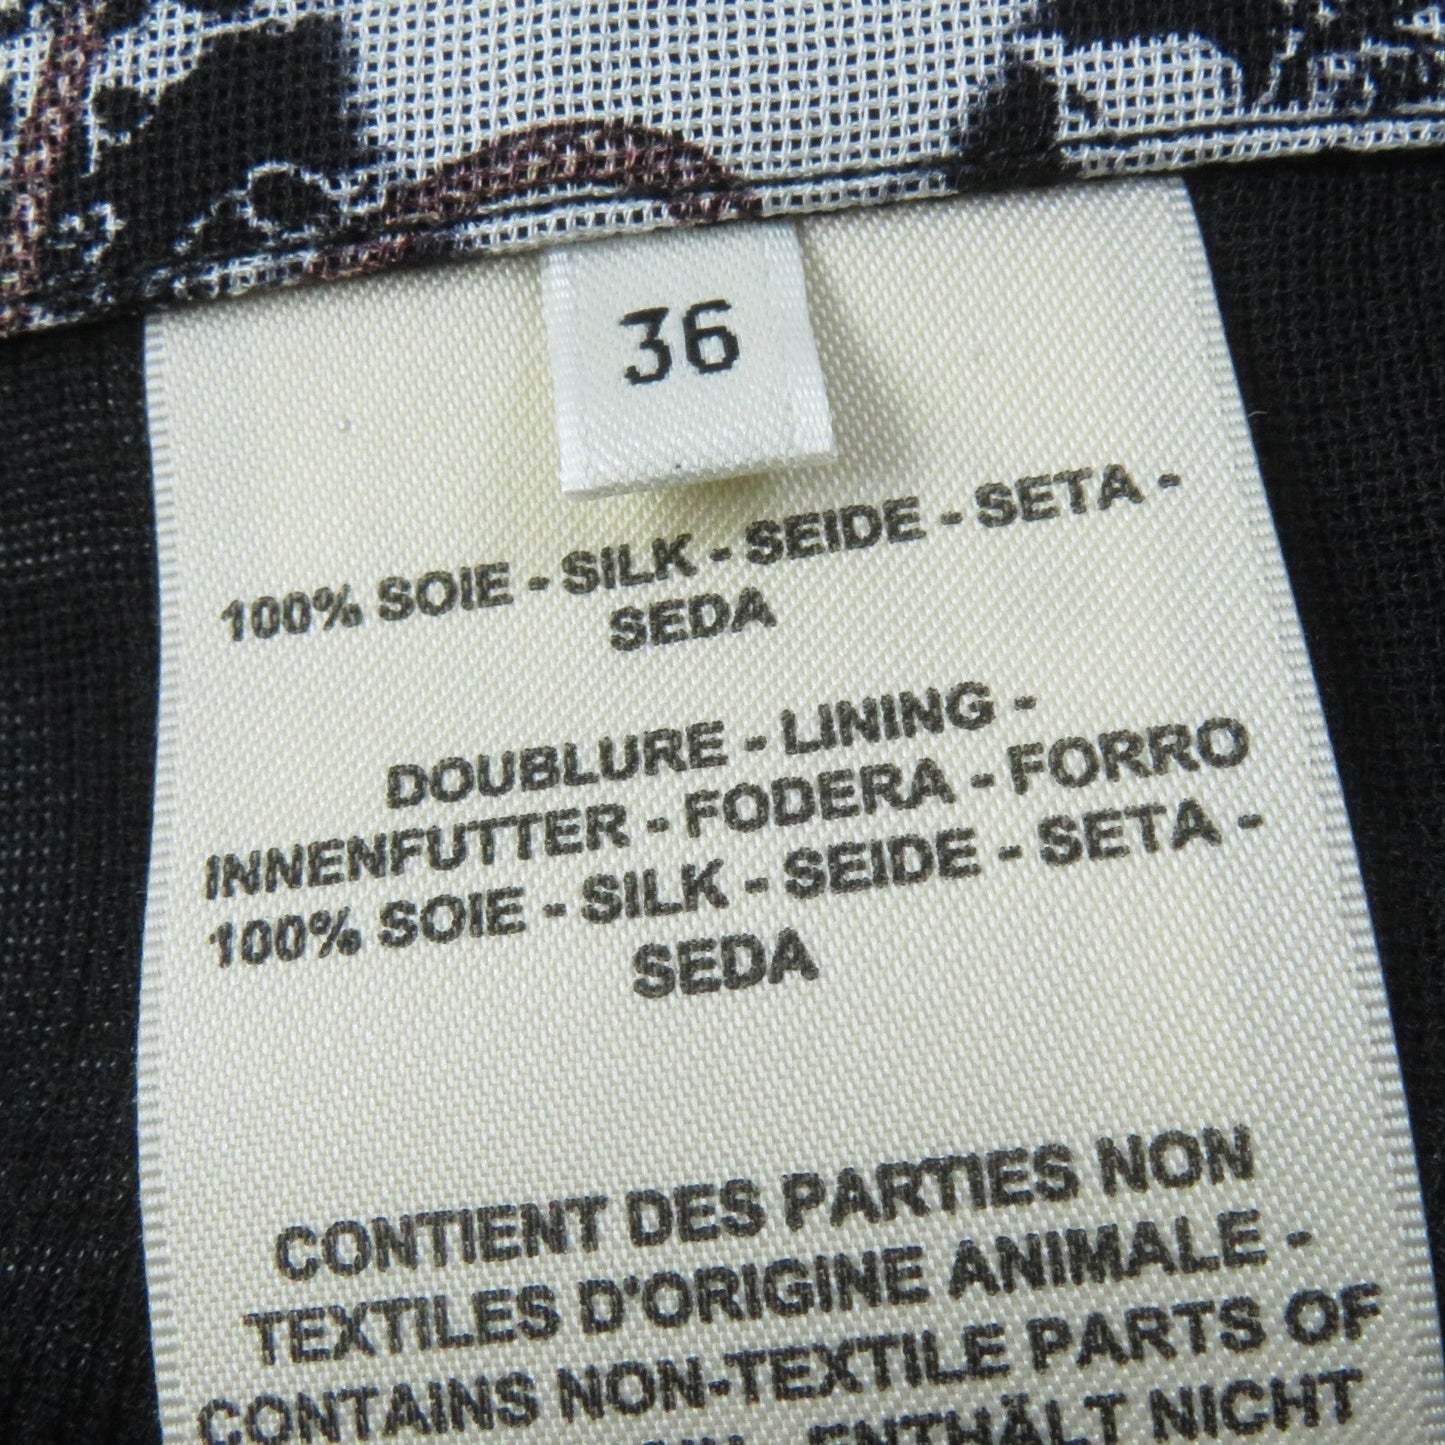 36
100% SOIE - SILK - SEIDE - SETA -
SEDA
DOUBLURE - LINING -
INNENFUTTER - FODERA - FORRO
100% SOIE - SILK - SEIDE - SETA -
SEDA
CONTIENT DES PARTIES NON
TEXTILES D'ORIGINE ANIMALE -
CONTAINS NON-TEXTILE PARTS OF
- ENTHÄLT NICHT